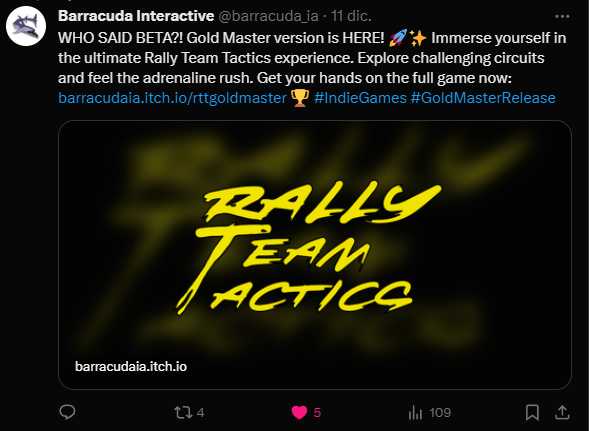 Barracuda Interactive @barracuda_ia · 11 dic.
WHO SAID BETA?! Gold Master version is HERE! 🚀✨ Immerse yourself in
the ultimate Rally Team Tactics experience. Explore challenging circuits
and feel the adrenaline rush. Get your hands on the full game now:
barracudaia.itch.io/rttgoldmaster 🏆 #IndieGames #GoldMasterRelease
RALLY
TEAM
TACTICS
barracudaia.itch.io
4 5 109